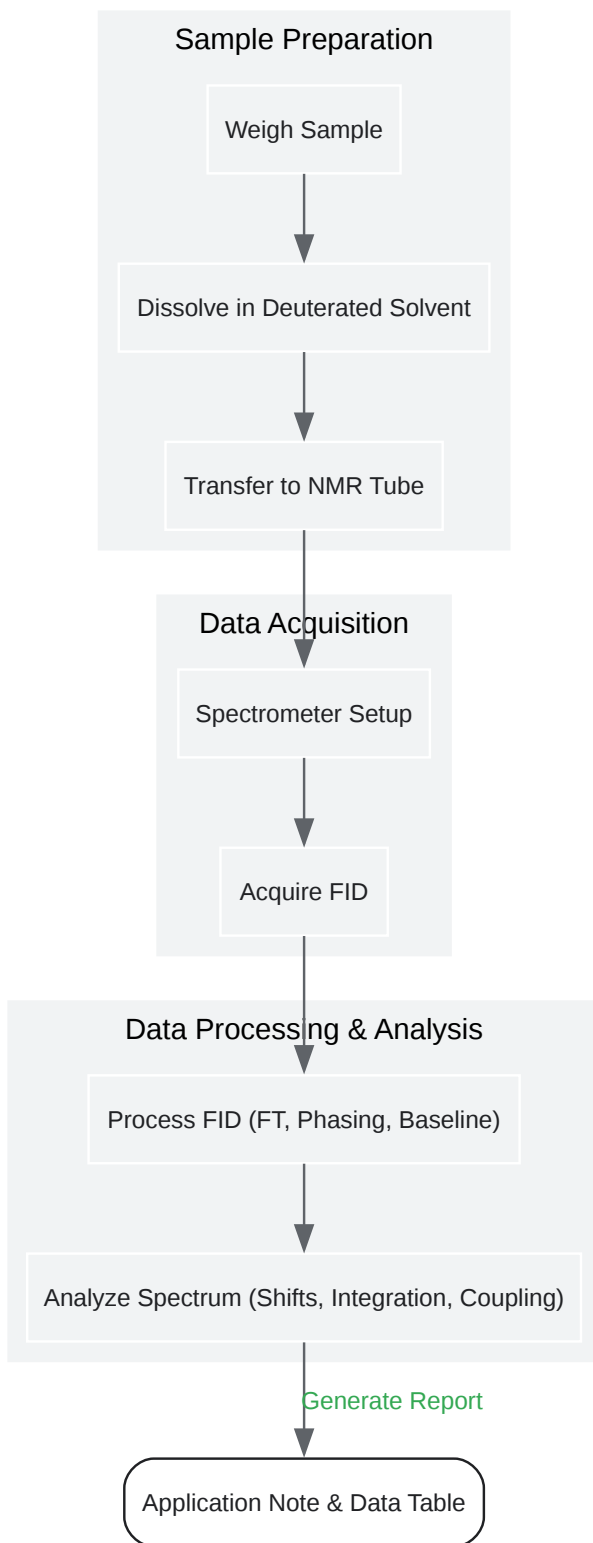 Sample Preparation
Weigh Sample
Dissolve in Deuterated Solvent
Transfer to NMR Tube
Data Acquisition
Spectrometer Setup
Acquire FID
Data Processing & Analysis
Process FID (FT, Phasing, Baseline)
Analyze Spectrum (Shifts, Integration, Coupling)
Generate Report
Application Note & Data Table